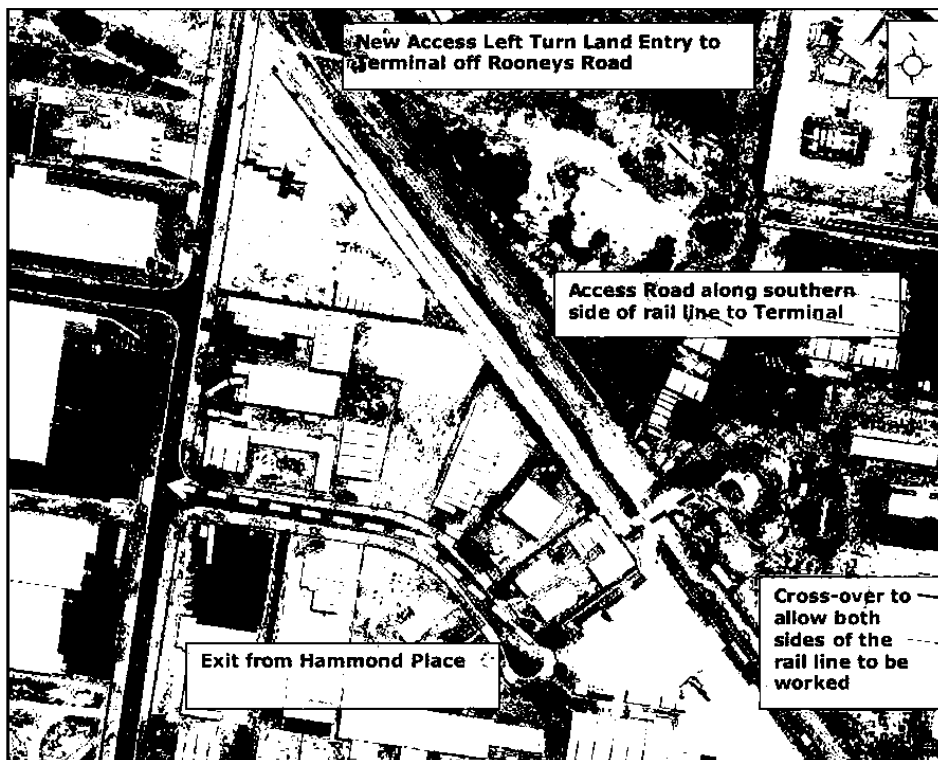 New Access Left Turn Land Entry to
Terminal off Rooneys Road
Access Road along southern
side of rail line to Terminal
Cross-over to
allow both
sides of the
rail line to be
worked
Exit from Hammond Place